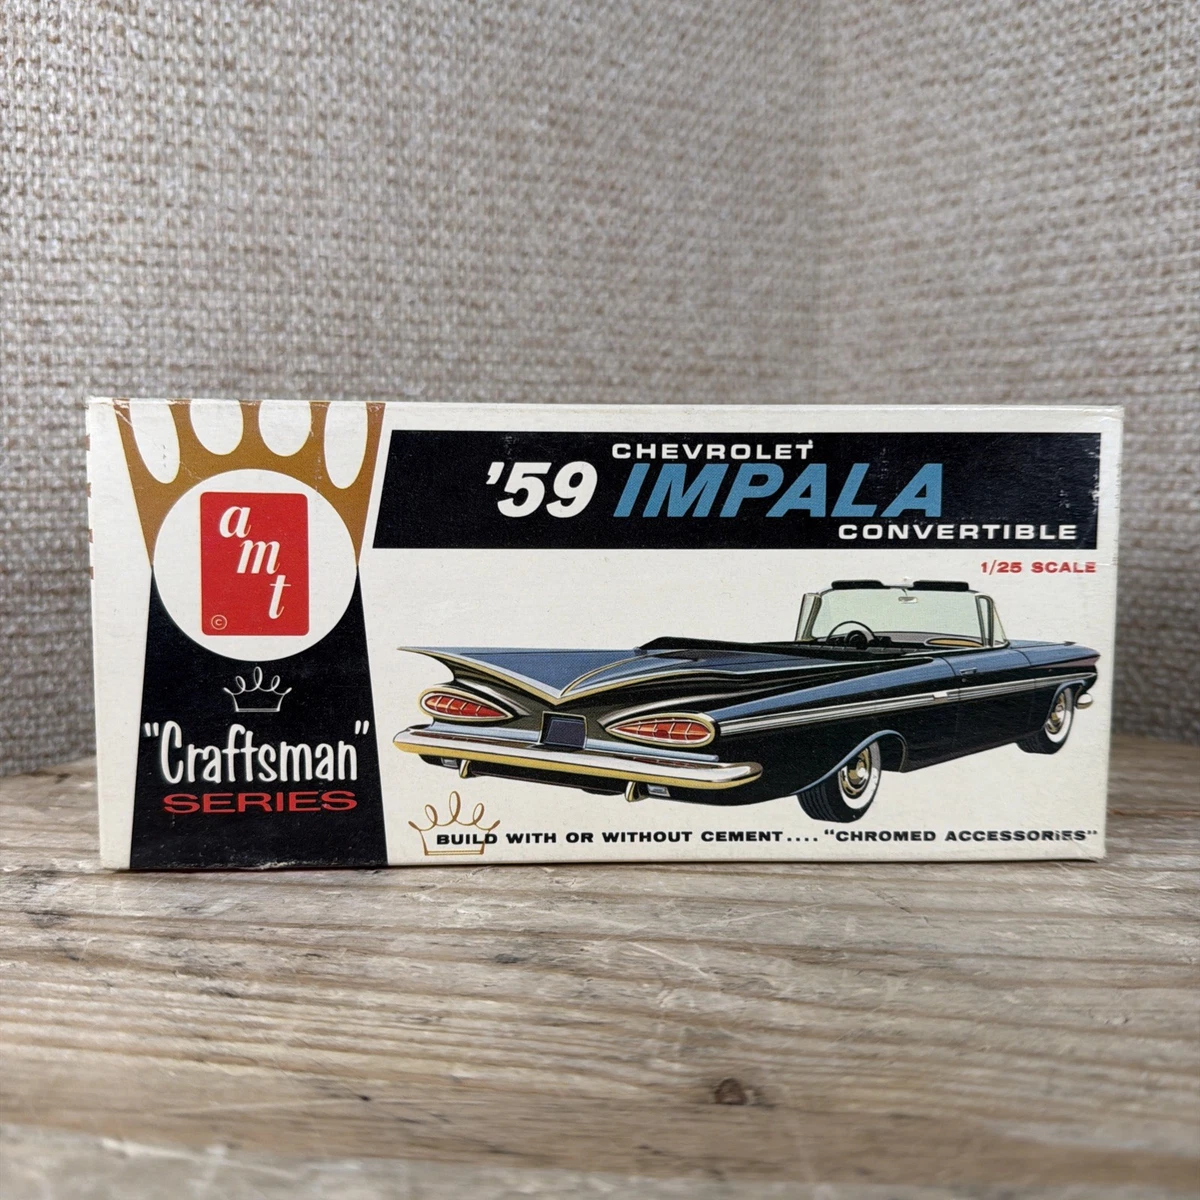 amt
©
"Craftsman"
SERIES
CHEVROLET
'59 IMPALA
CONVERTIBLE
1/25 SCALE
BUILD WITH OR WITHOUT CEMENT.... "CHROMED ACCESSORIES"